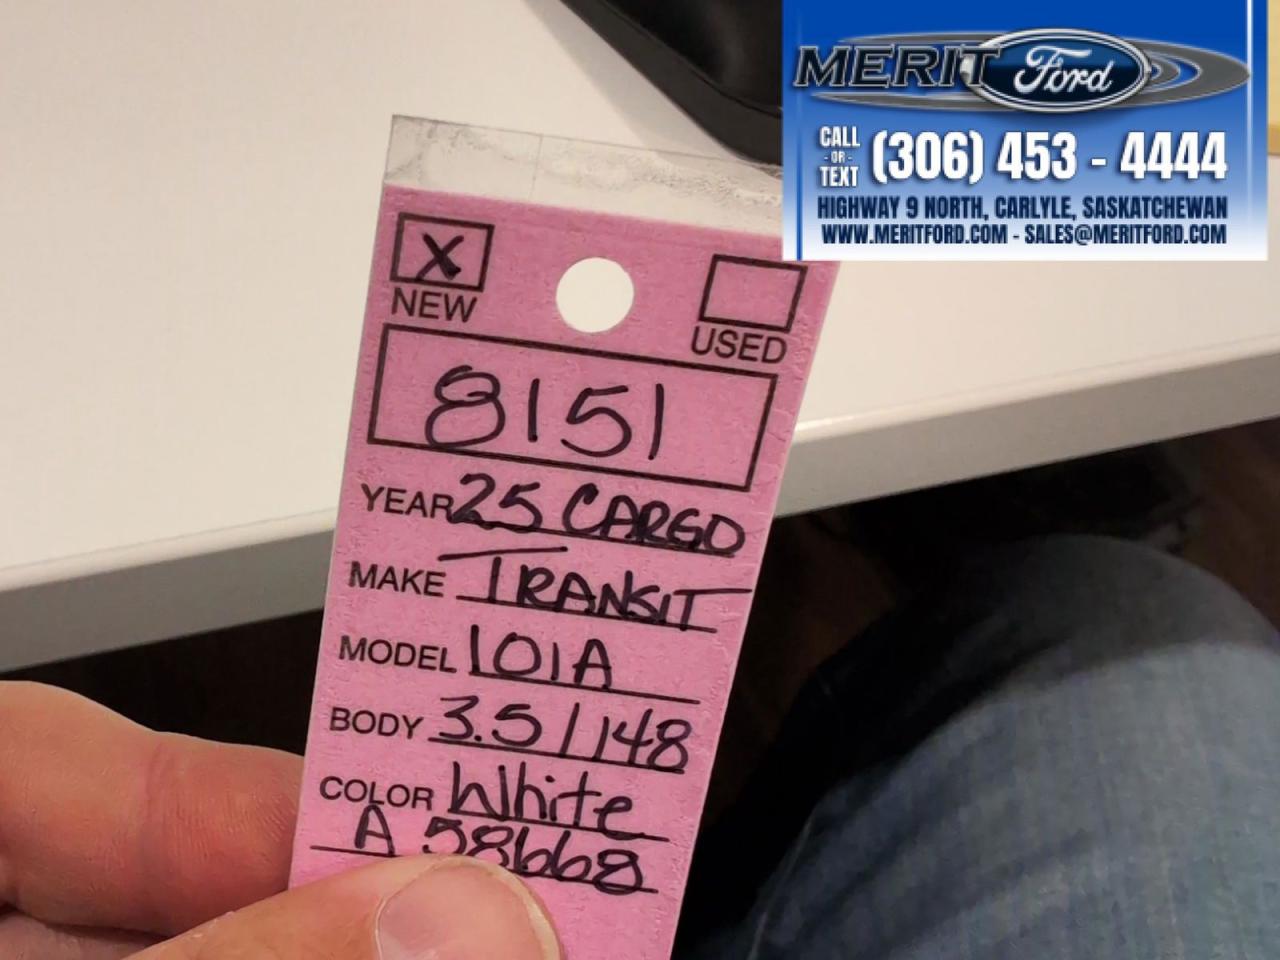 MERIT Ford
CALL
- OR -
TEXT
(306) 453 - 4444
HIGHWAY 9 NORTH, CARLYLE, SASKATCHEWAN
WWW.MERITFORD.COM - SALES@MERITFORD.COM
X
NEW
USED
8151
YEAR 25 CARGO
MAKE TRANSIT
MODEL 101A
BODY 3.5/148
COLOR White
A 58668